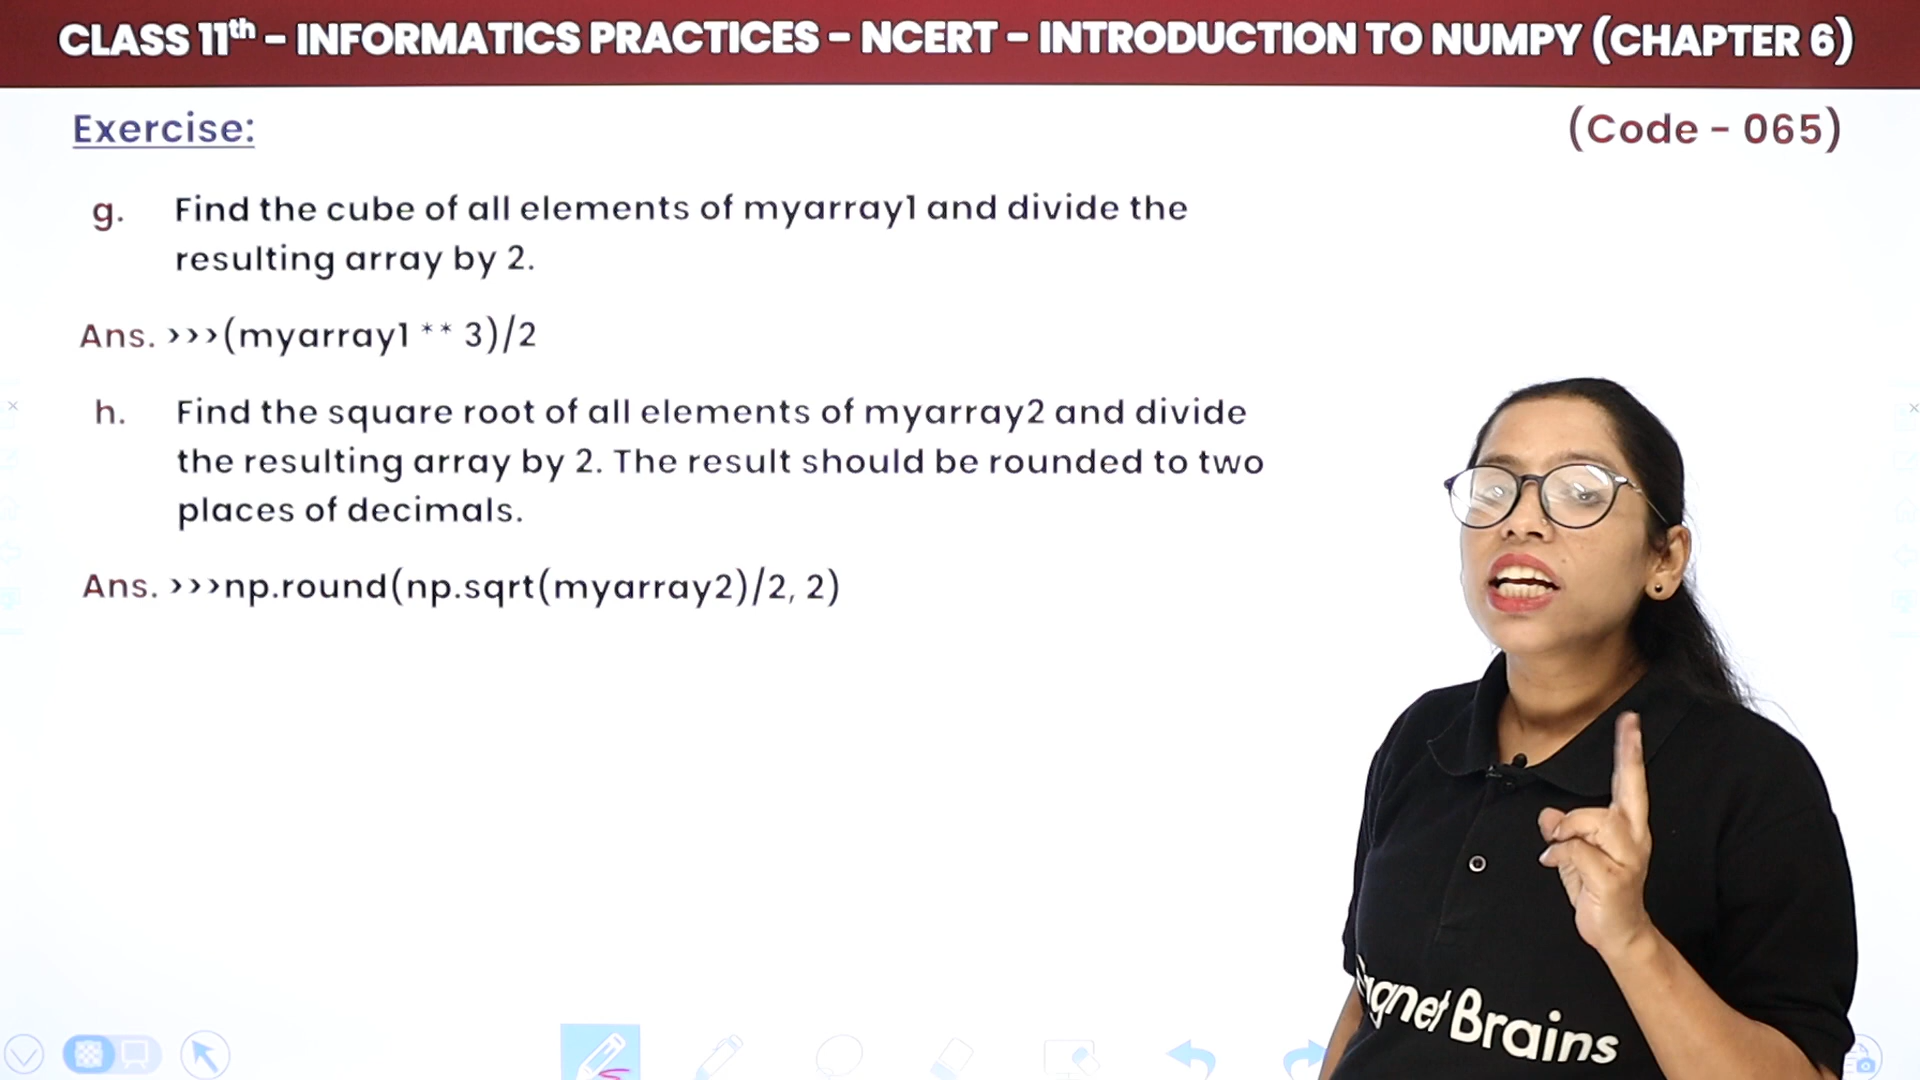 CLASS 11th - INFORMATICS PRACTICES - NCERT - INTRODUCTION TO NUMPY (CHAPTER 6)
Exercise:
(Code - 065)
g. Find the cube of all elements of myarray1 and divide the
resulting array by 2.
Ans. >>>(myarray1 ** 3)/2
h. Find the square root of all elements of myarray2 and divide
the resulting array by 2. The result should be rounded to two
places of decimals.
Ans. >>>np.round(np.sqrt(myarray2)/2, 2)
Brains